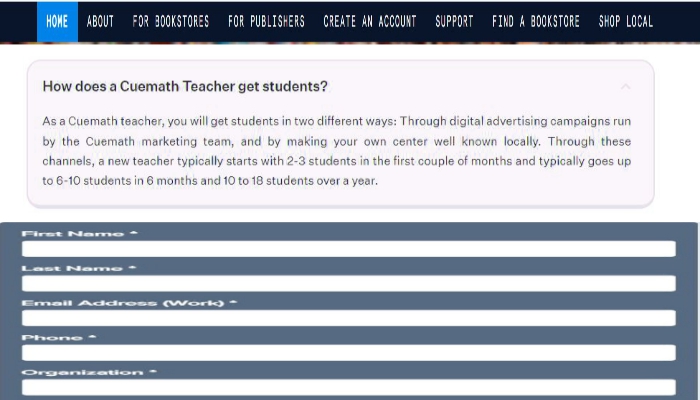 HOME ABOUT FOR BOOKSTORES FOR PUBLISHERS CREATE AN ACCOUNT SUPPORT FIND A BOOKSTORE SHOP LOCAL
How does a Cuemath Teacher get students?
As a Cuemath teacher, you will get students in two different ways: Through digital advertising campaigns run
by the Cuemath marketing team, and by making your own center well known locally. Through these
channels, a new teacher typically starts with 2-3 students in the first couple of months and typically goes up
to 6-10 students in 6 months and 10 to 18 students over a year.
First Name *
Last Name *
Email Address (Work) *
Phone *
Organization *